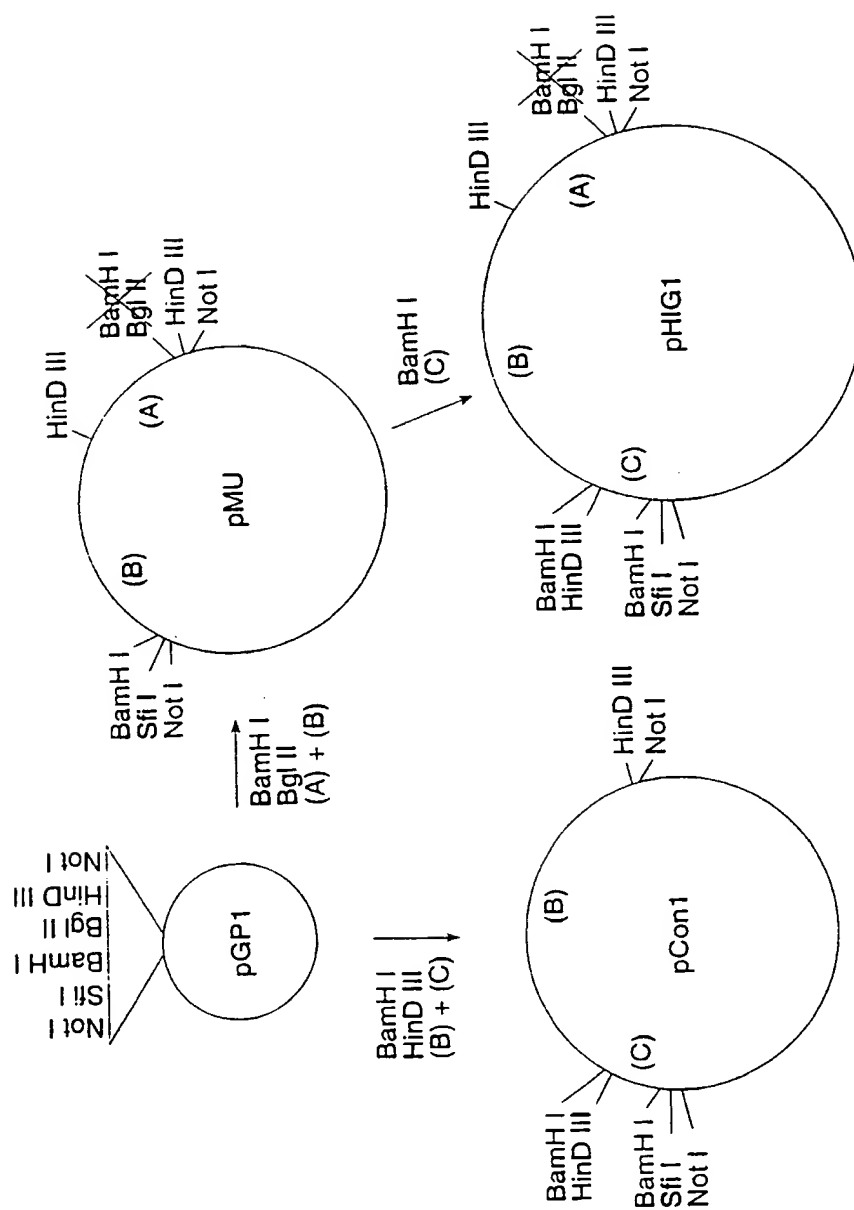 Not I
Sfi I
BamH I
Bgl II
HinD III
Not I
pGP1
BamH I
Bgl II
(A) + (B)
BamH I
Sfi I
Not I
(B)
pMU
(A)
HinD III
BamH I
Bgl II
HinD III
Not I
BamH I
HinD III
(B) + (C)
BamH I
(C)
BamH I
HinD III
BamH I
Sfi I
Not I
(C)
(B)
pCon1
HinD III
Not I
BamH I
HinD III
BamH I
Sfi I
Not I
(C)
(B)
pHIG1
(A)
HinD III
BamH I
Bgl II
HinD III
Not I